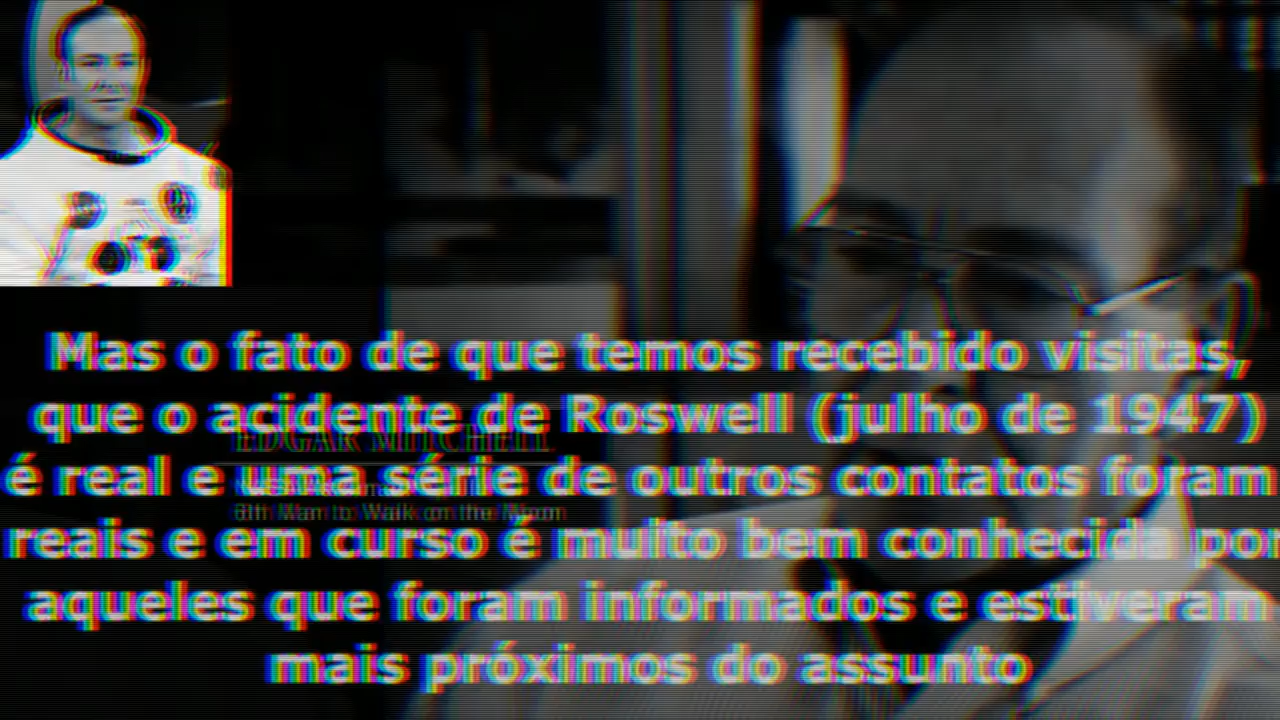 Mas o fato de que temos recebido visitas,
que o acidente de Roswell (julho de 1947)
EDGAR MITCHELL
é real e uma série de outros contatos foram
6th Man to Walk on the Moon
reais e em curso é muito bem conhecida por
aqueles que foram informados e estiveram
mais próximos do assunto